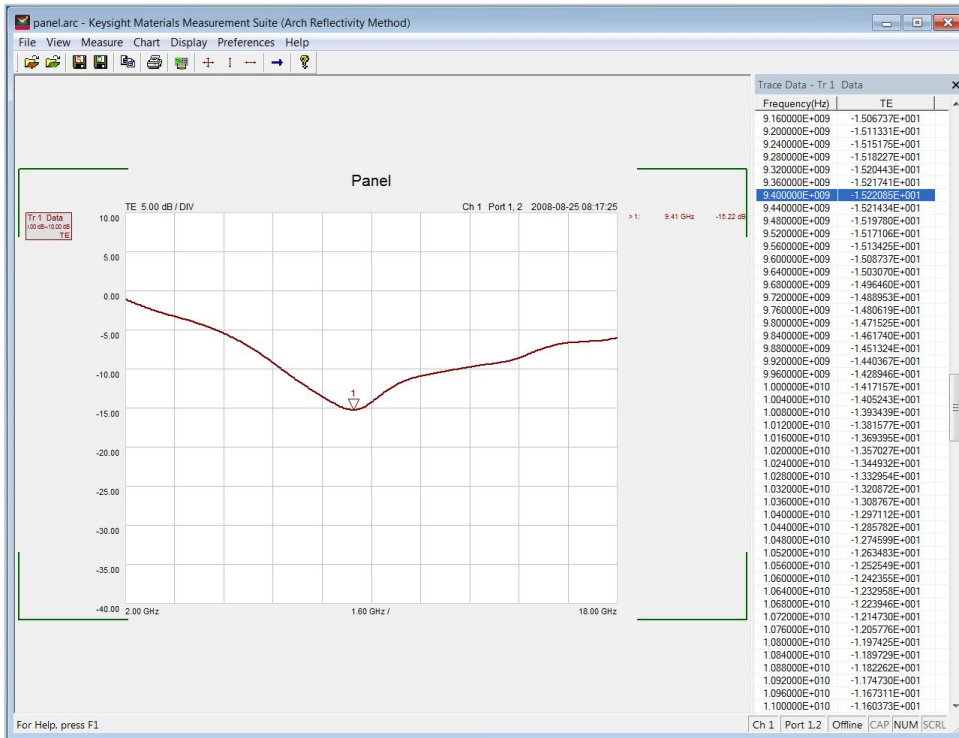 panel.arc - Keysight Materials Measurement Suite (Arch Reflectivity Method)
File View Measure Chart Display Preferences Help
Panel
TE 5.00 dB / DIV
Ch 1 Port 1, 2 2008-08-25 08:17:25
Tr 1 Data
TE
> 1: 9.41 GHz -15.22 dB
10.00
5.00
0.00
-5.00
-10.00
-15.00
-20.00
-25.00
-30.00
-35.00
-40.00
1
2.00 GHz 1.60 GHz / 18.00 GHz
Trace Data - Tr 1 Data
Frequency(Hz) TE
9.160000E+009 -1.506737E+001
9.200000E+009 -1.511331E+001
9.240000E+009 -1.515175E+001
9.280000E+009 -1.518227E+001
9.320000E+009 -1.520443E+001
9.360000E+009 -1.521741E+001
9.400000E+009 -1.522085E+001
9.440000E+009 -1.521434E+001
9.480000E+009 -1.519780E+001
9.520000E+009 -1.517106E+001
9.560000E+009 -1.513425E+001
9.600000E+009 -1.508737E+001
9.640000E+009 -1.503070E+001
9.680000E+009 -1.496460E+001
9.720000E+009 -1.488953E+001
9.760000E+009 -1.480619E+001
9.800000E+009 -1.471525E+001
9.840000E+009 -1.461740E+001
9.880000E+009 -1.451324E+001
9.920000E+009 -1.440367E+001
9.960000E+009 -1.428946E+001
1.000000E+010 -1.417157E+001
1.004000E+010 -1.405243E+001
1.008000E+010 -1.393439E+001
1.012000E+010 -1.381577E+001
1.016000E+010 -1.369395E+001
1.020000E+010 -1.357027E+001
1.024000E+010 -1.344932E+001
1.028000E+010 -1.332954E+001
1.032000E+010 -1.320872E+001
1.036000E+010 -1.308767E+001
1.040000E+010 -1.297112E+001
1.044000E+010 -1.285782E+001
1.048000E+010 -1.274599E+001
1.052000E+010 -1.263483E+001
1.056000E+010 -1.252549E+001
1.060000E+010 -1.242355E+001
1.064000E+010 -1.232958E+001
1.068000E+010 -1.223946E+001
1.072000E+010 -1.214730E+001
1.076000E+010 -1.205776E+001
1.080000E+010 -1.197425E+001
1.084000E+010 -1.189729E+001
1.088000E+010 -1.182262E+001
1.092000E+010 -1.174730E+001
1.096000E+010 -1.167311E+001
1.100000E+010 -1.160373E+001
For Help, press F1
Ch 1 Port 1,2 Offline CAP NUM SCRL